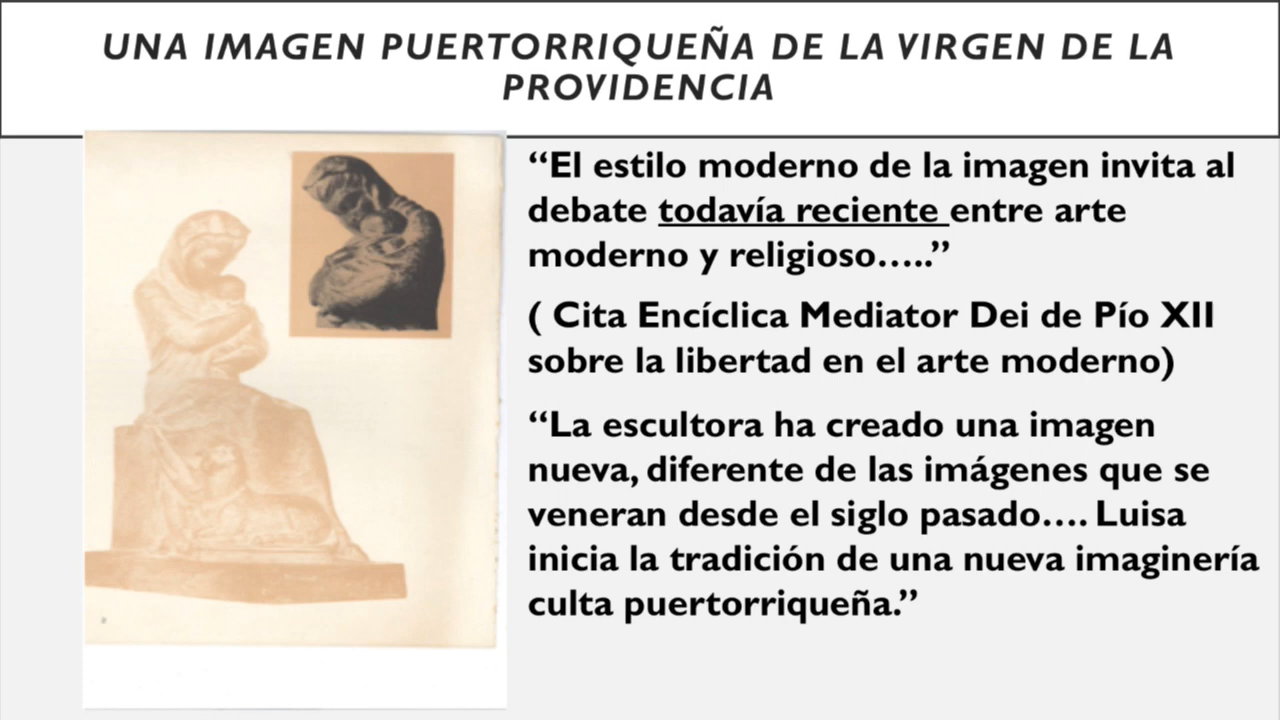 UNA IMAGEN PUERTORRIQUEÑA DE LA VIRGEN DE LA
PROVIDENCIA
“El estilo moderno de la imagen invita al
debate todavía reciente entre arte
moderno y religioso…..”
( Cita Encíclica Mediator Dei de Pío XII
sobre la libertad en el arte moderno)
“La escultora ha creado una imagen
nueva, diferente de las imágenes que se
veneran desde el siglo pasado…. Luisa
inicia la tradición de una nueva imaginería
culta puertorriqueña.”